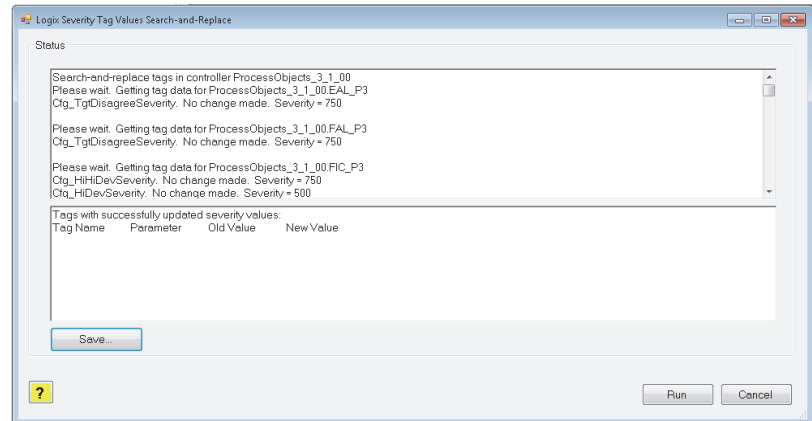 Logix Severity Tag Values Search-and-Replace
Status
Search-and-replace tags in controller ProcessObjects_3_1_00
Please wait. Getting tag data for ProcessObjects_3_1_00.EAL_P3
Cfg_TgtDisagreeSeverity. No change made. Severity = 750
Please wait. Getting tag data for ProcessObjects_3_1_00.FAL_P3
Cfg_TgtDisagreeSeverity. No change made. Severity = 750
Please wait. Getting tag data for ProcessObjects_3_1_00.FIC_P3
Cfg_HiHiDevSeverity. No change made. Severity = 750
Cfg_HiDevSeverity. No change made. Severity = 500
Tags with successfully updated severity values:
Tag Name Parameter Old Value New Value
Save...
?
Run Cancel